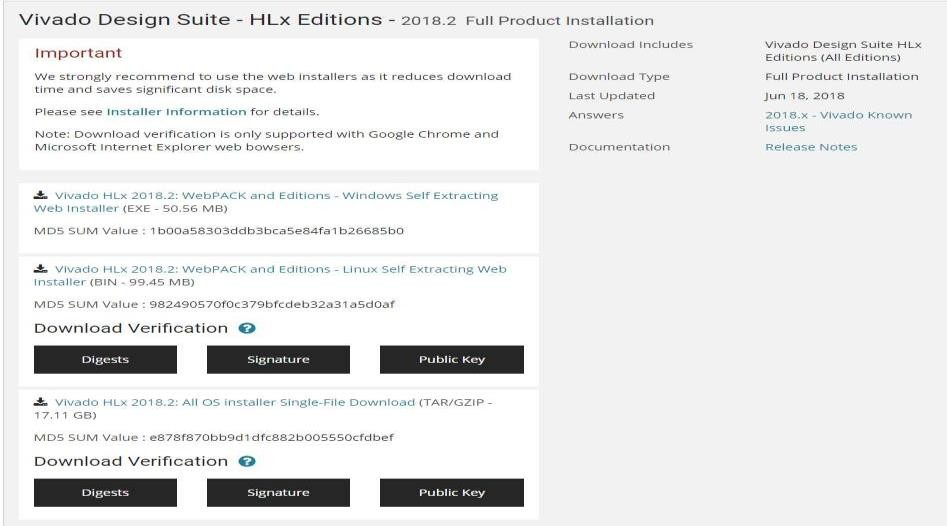 Vivado Design Suite - HLx Editions - 2018.2 Full Product Installation
Important
We strongly recommend to use the web installers as it reduces download
time and saves significant disk space.
Please see Installer Information for details.
Note: Download verification is only supported with Google Chrome and
Microsoft Internet Explorer web bowsers.
Download Includes
Vivado Design Suite HLx
Editions (All Editions)
Download Type
Full Product Installation
Last Updated
Jun 18, 2018
Answers
2018.x - Vivado Known
Issues
Documentation
Release Notes
Vivado HLx 2018.2: WebPACK and Editions - Windows Self Extracting
Web Installer (EXE - 50.56 MB)
MD5 SUM Value : 1b00a58303ddb3bca5e84fa1b26685b0
Vivado HLx 2018.2: WebPACK and Editions - Linux Self Extracting Web
Installer (BIN - 99.45 MB)
MD5 SUM Value : 982490570f0c379bfcdeb32a31a5d0af
Download Verification ?
Digests
Signature
Public Key
Vivado HLx 2018.2: All OS installer Single-File Download (TAR/GZIP -
17.11 GB)
MD5 SUM Value : e878f870bb9d1dfc882b005550cfdbef
Download Verification ?
Digests
Signature
Public Key